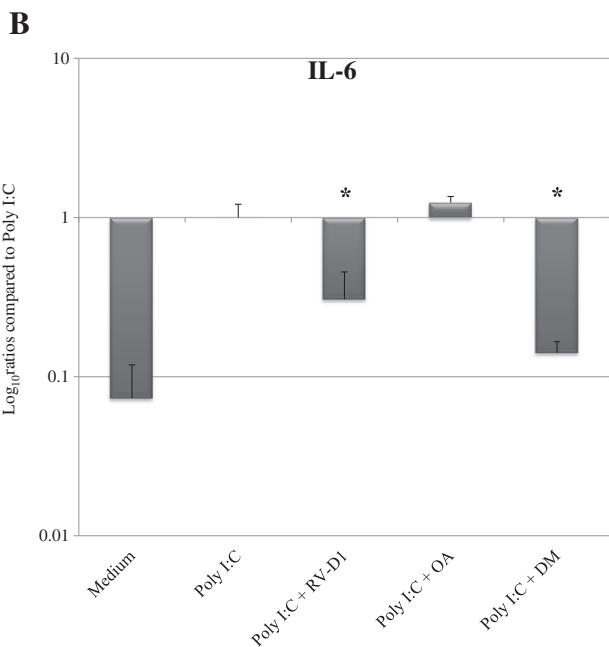 B
IL-6
Log10ratios compared to Poly I:C
10
1
0.1
0.01
*
*
Medium
Poly I:C
Poly I:C + RV-D1
Poly I:C + OA
Poly I:C + DM